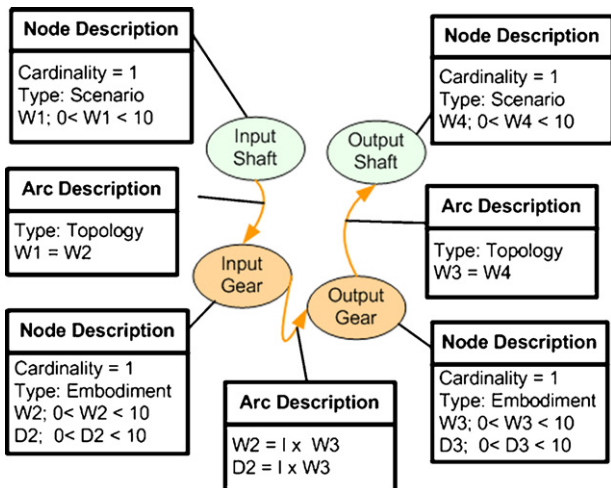 Node Description
Cardinality = 1
Type: Scenario
W1; 0< W1 < 10
Node Description
Cardinality = 1
Type: Scenario
W4; 0< W4 < 10
Input
Shaft
Output
Shaft
Arc Description
Type: Topology
W1 = W2
Arc Description
Type: Topology
W3 = W4
Input
Gear
Output
Gear
Node Description
Cardinality = 1
Type: Embodiment
W2; 0< W2 < 10
D2; 0< D2 < 10
Arc Description
W2 = I x W3
D2 = I x W3
Node Description
Cardinality = 1
Type: Embodiment
W3; 0< W3 < 10
D3; 0< D3 < 10